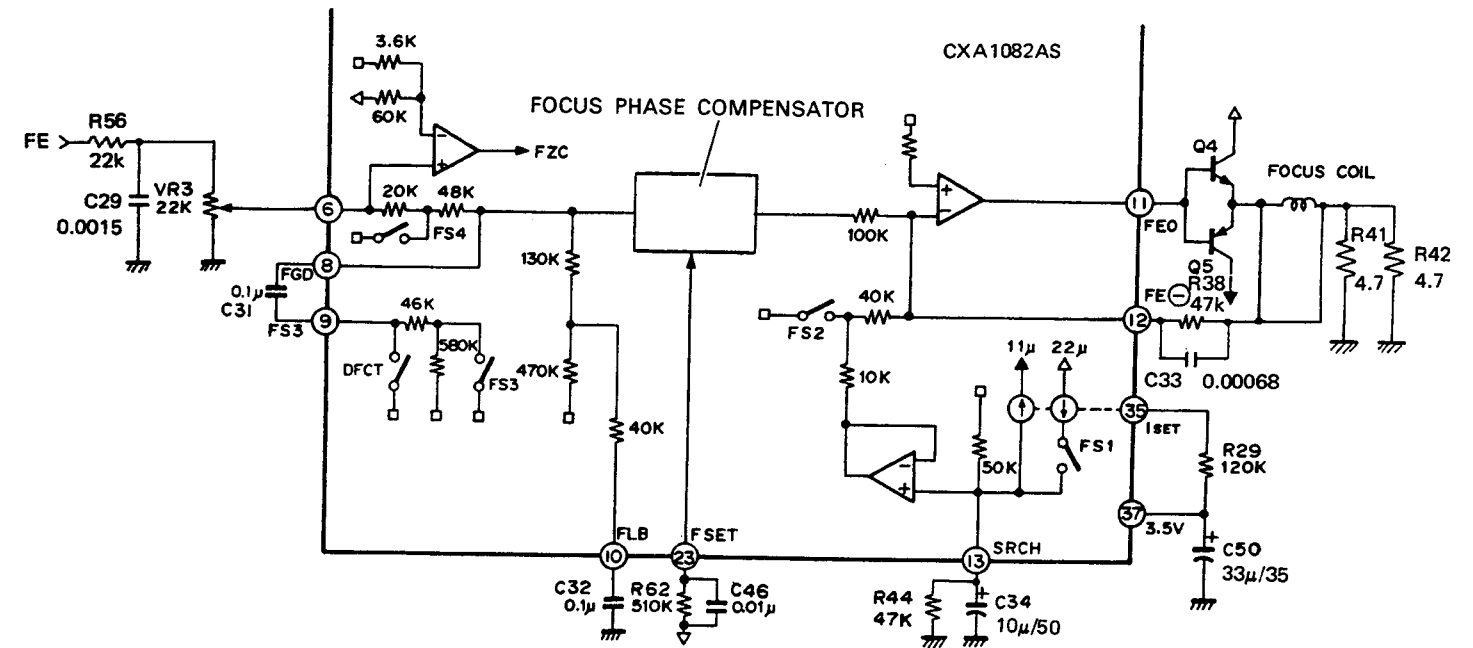 CXA1082AS
3.6K
60K
FOCUS PHASE COMPENSATOR
FE
R56
22k
C29
0.0015
VR3
22K
FZC
6
20K
48K
FS4
8
FGD
0.1μ
C31
9
FS3
46K
580K
DFCT
FS3
130K
470K
40K
100K
40K
FS2
10K
11μ
22μ
50K
FS1
11
FEO
Q4
Q5
FOCUS COIL
R41
4.7
R42
4.7
FE
R38
47k
12
C33
0.00068
35
ISET
R29
120K
37
3.5V
C50
33μ/35
FLB
10
FSET
23
SRCH
13
C32
0.1μ
R62
510K
C46
0.01μ
R44
47K
C34
10μ/50